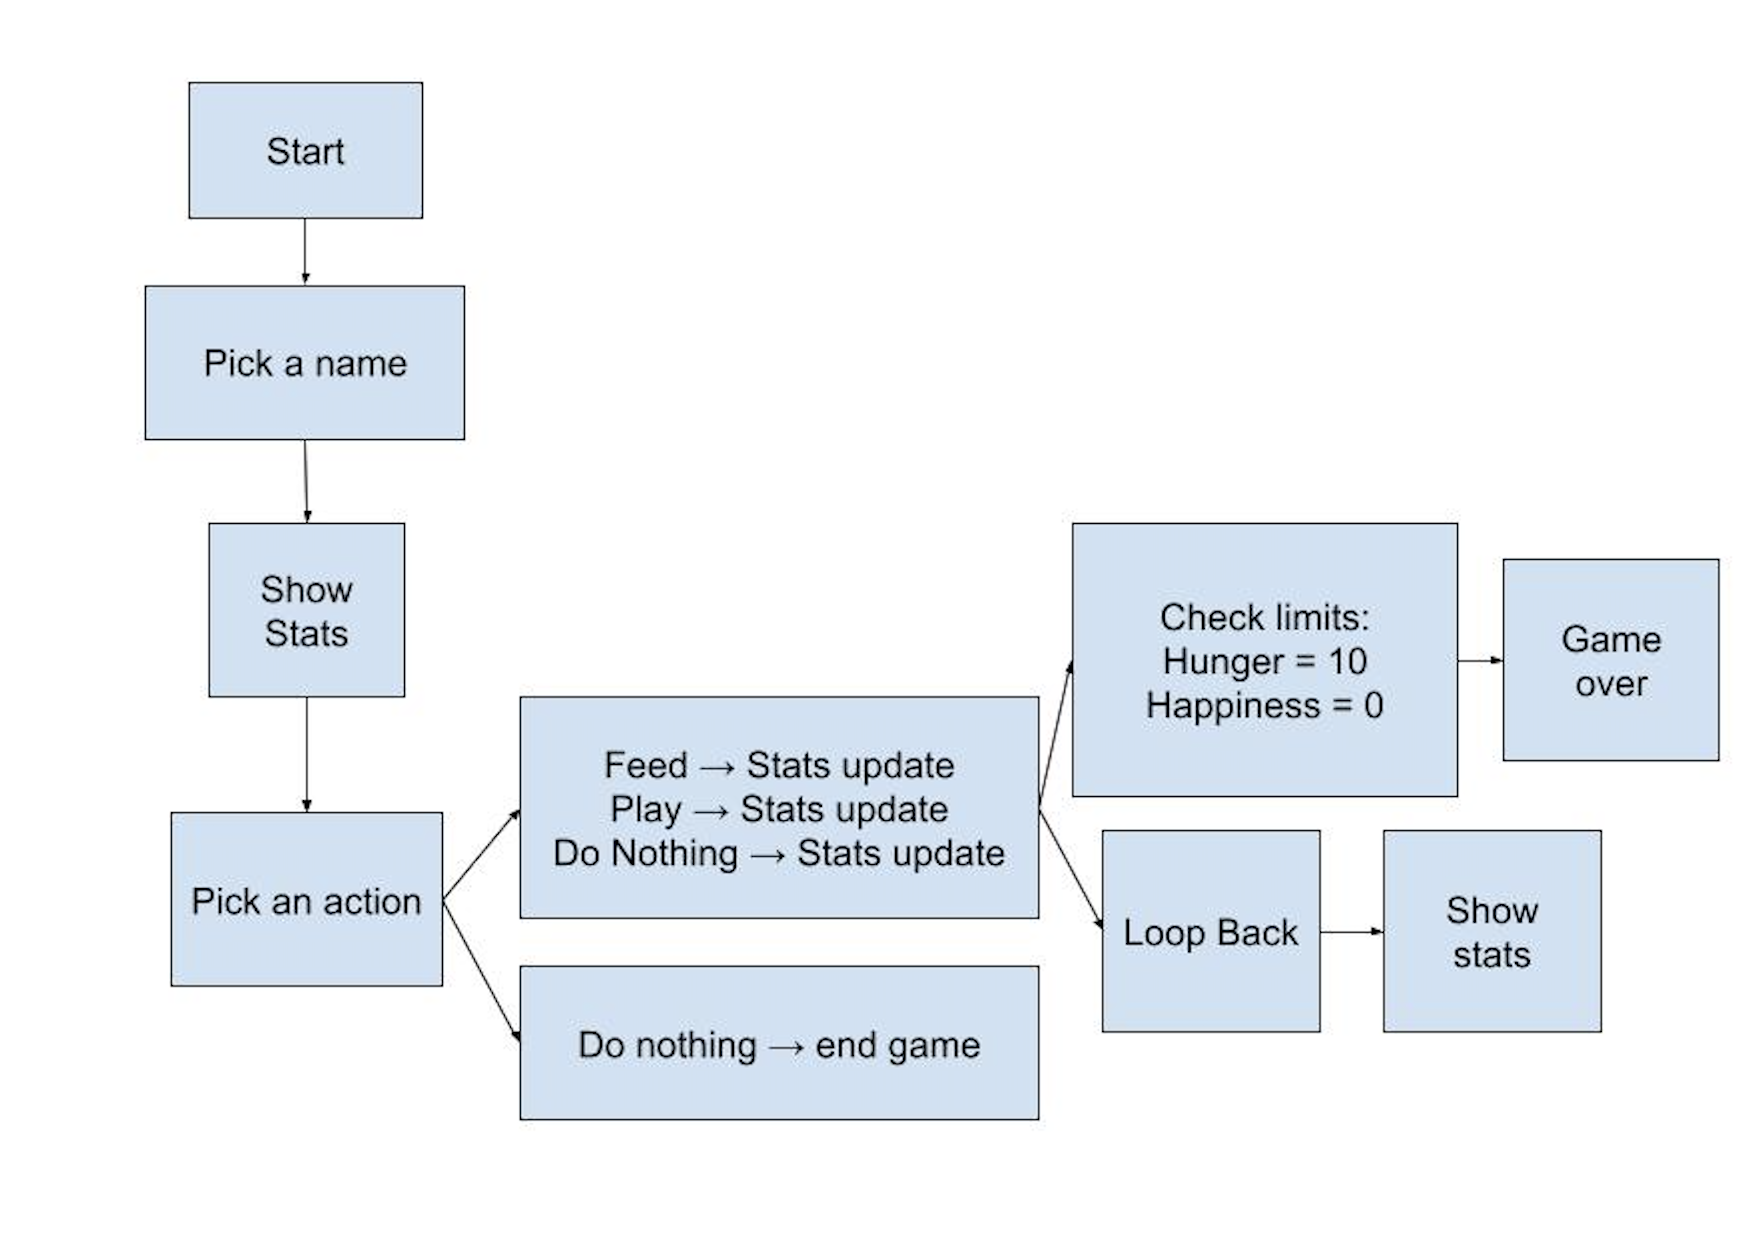 Start
Pick a name
Show
Stats
Pick an action
Feed → Stats update
Play → Stats update
Do Nothing → Stats update
Do nothing → end game
Check limits:
Hunger = 10
Happiness = 0
Game
over
Loop Back
Show
stats